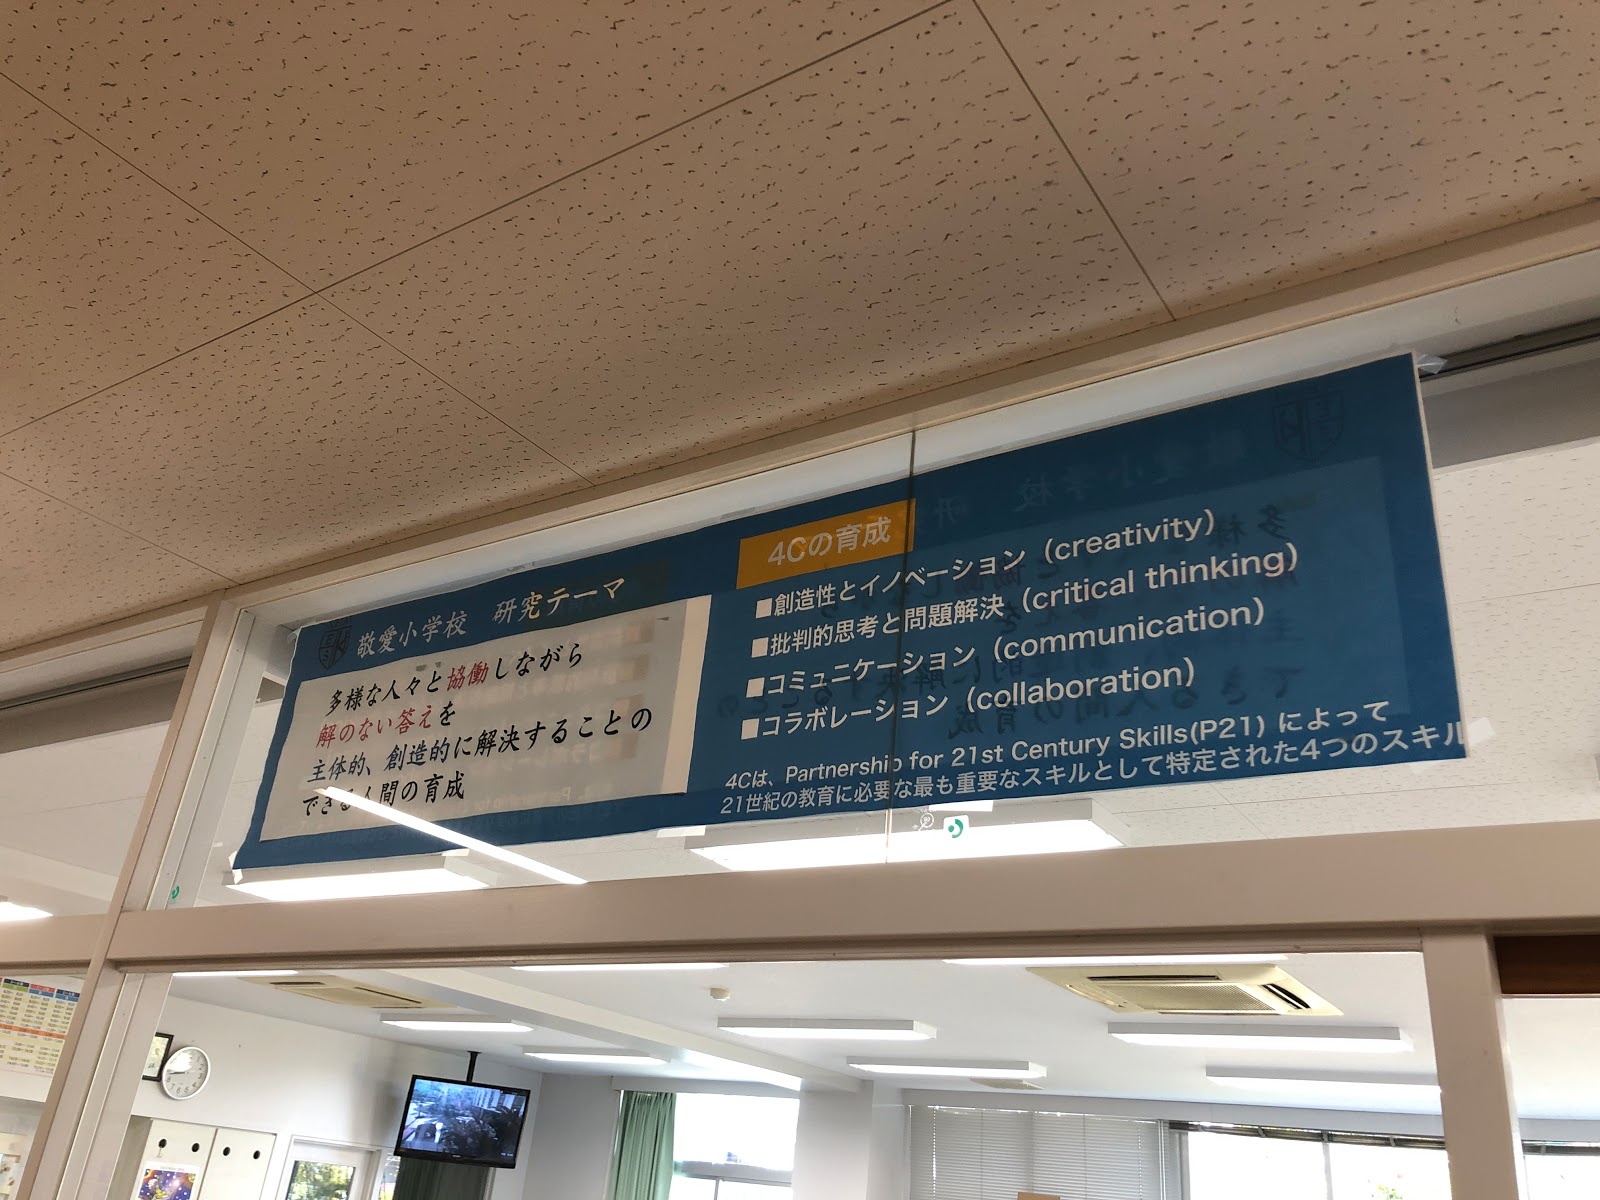 敬愛小学校 研究テーマ
多様な人々と協働しながら
解のない答えを
主体的、創造的に解決することの
できる人間の育成
4Cの育成
■創造性とイノベーション（creativity）
■批判的思考と問題解決（critical thinking）
■コミュニケーション（communication）
■コラボレーション（collaboration）
4Cは、Partnership for 21st Century Skills(P21) によって
21世紀の教育に必要な最も重要なスキルとして特定された4つのスキル